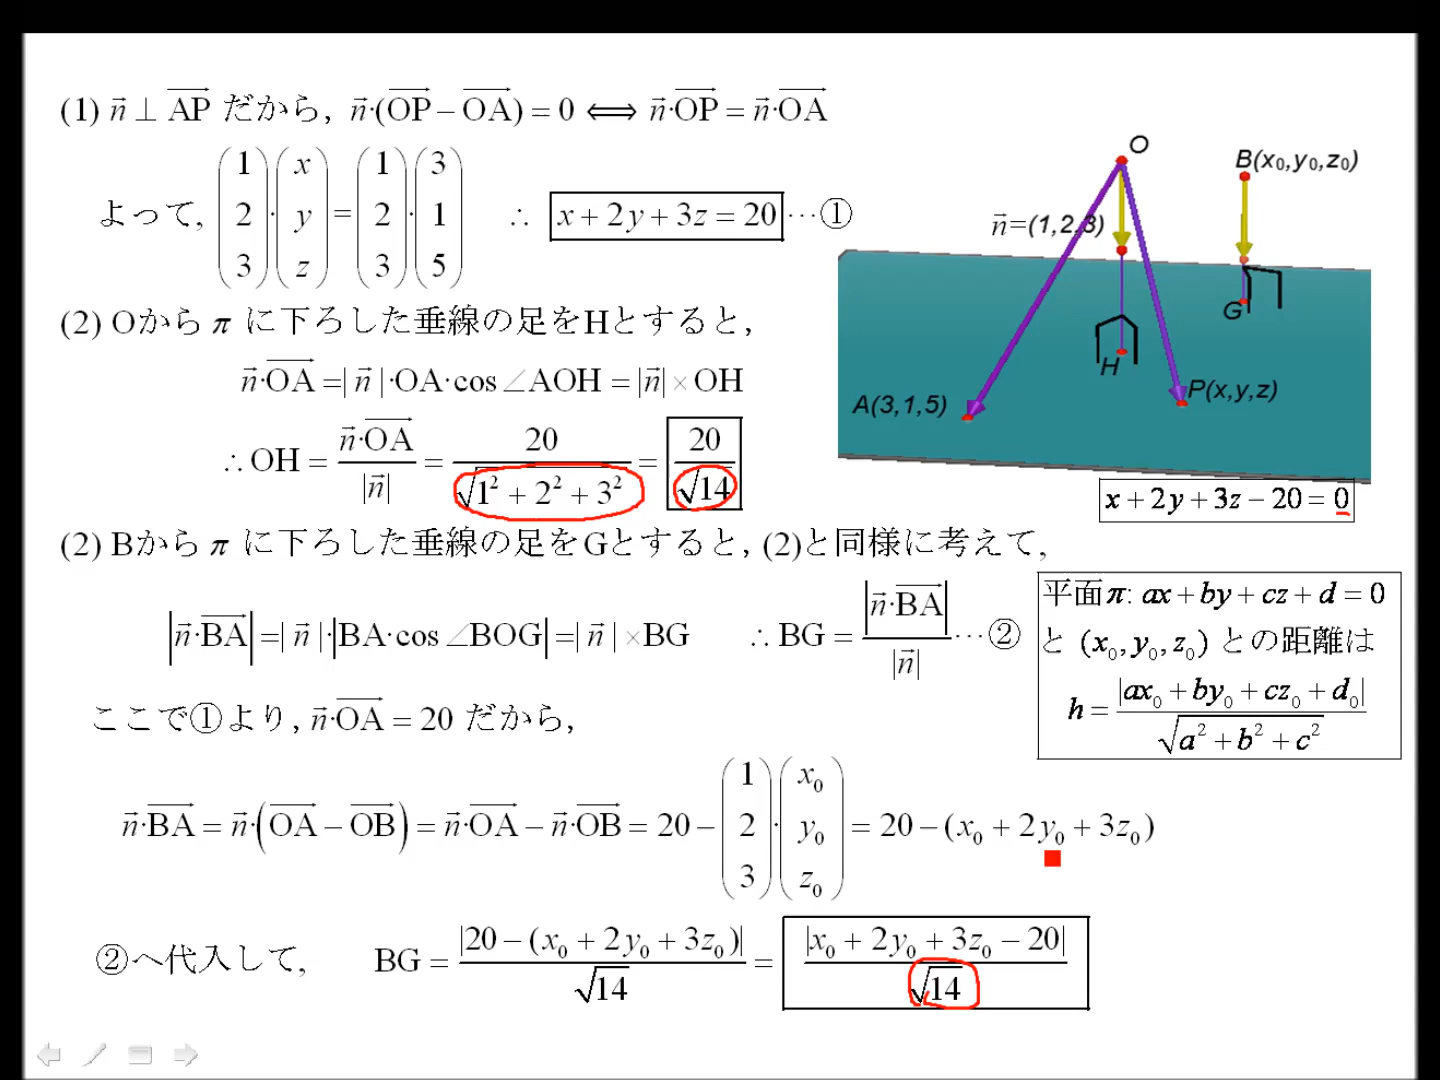 (1) n⃗ ⊥ AP⃗ だから, n⃗·(OP⃗ − OA⃗) = 0 ⟺ n⃗·OP⃗ = n⃗·OA⃗
よって, (1 2 3)·(x y z) = (1 2 3)·(3 1 5) ∴ x + 2y + 3z = 20 …①
(2) Oから π に下ろした垂線の足をHとすると,
n⃗·OA⃗ = |n⃗|·OA·cos∠AOH = |n⃗|×OH
∴OH = n⃗·OA⃗ / |n⃗| = 20 / √(1² + 2² + 3²) = 20 / √14
O
B(x₀,y₀,z₀)
n⃗=(1,2,3)
G
H
A(3,1,5)
P(x,y,z)
x + 2y + 3z − 20 = 0
(2) Bから π に下ろした垂線の足をGとすると, (2)と同様に考えて,
|n⃗·BA⃗| = |n⃗|·|BA·cos∠BOG| = |n⃗|×BG ∴ BG = |n⃗·BA⃗| / |n⃗| …②
平面π: ax + by + cz + d = 0
と (x₀, y₀, z₀) との距離は
h = |ax₀ + by₀ + cz₀ + d₀| / √(a² + b² + c²)
ここで①より, n⃗·OA⃗ = 20 だから,
n⃗·BA⃗ = n⃗·(OA⃗ − OB⃗) = n⃗·OA⃗ − n⃗·OB⃗ = 20 − (1 2 3)·(x₀ y₀ z₀) = 20 − (x₀ + 2y₀ + 3z₀)
②へ代入して, BG = |20 − (x₀ + 2y₀ + 3z₀)| / √14 = |x₀ + 2y₀ + 3z₀ − 20| / √14